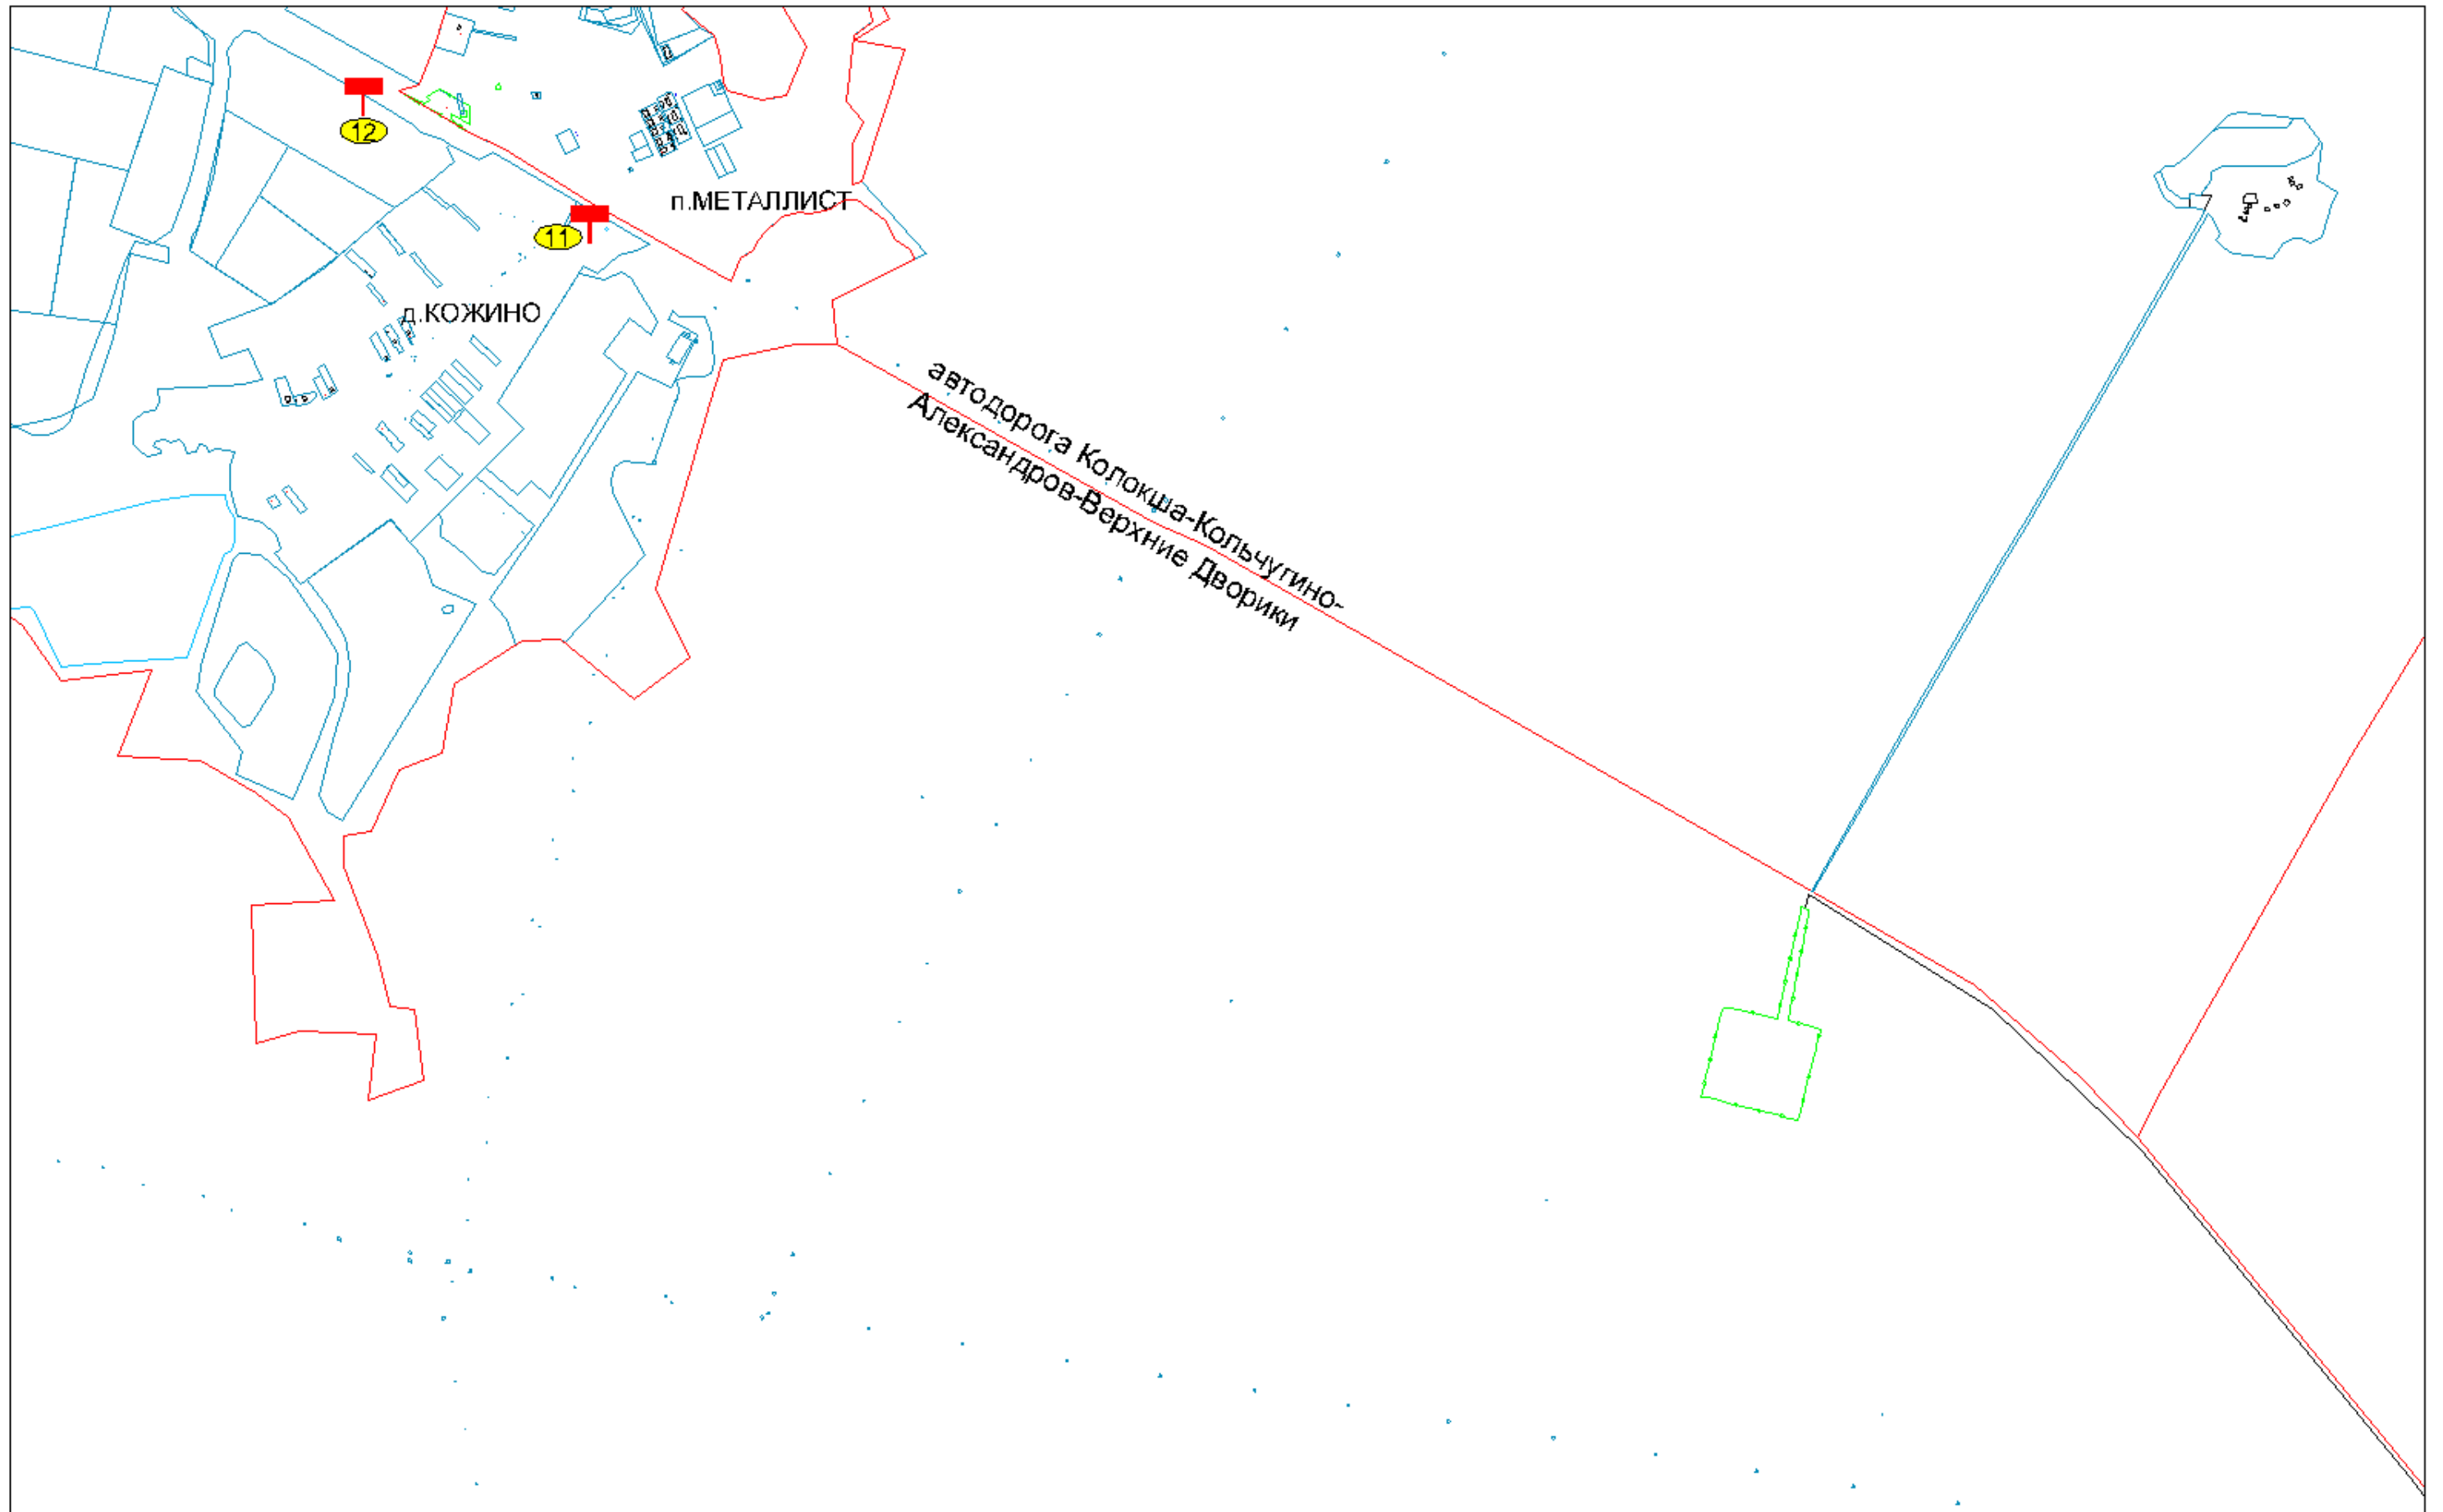 12
п.МЕТАЛЛИСТ
11
д.КОЖИНО
автодорога Колокша-Кольчугино-
Александров-Верхние Дворики